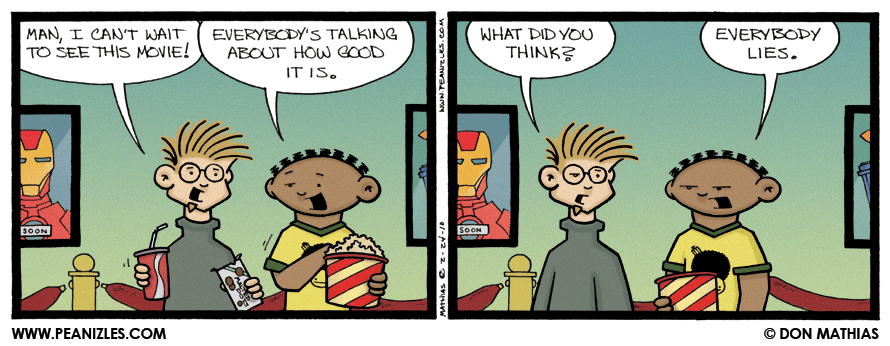 MAN, I CAN'T WAIT
TO SEE THIS MOVIE!
EVERYBODY'S TALKING
ABOUT HOW GOOD
IT IS.
SOON
MATHIAS © 2-24-10
WWW.PEANIZLES.COM
WHAT DID YOU
THINK?
EVERYBODY
LIES.
SOON
WWW.PEANIZLES.COM
© DON MATHIAS